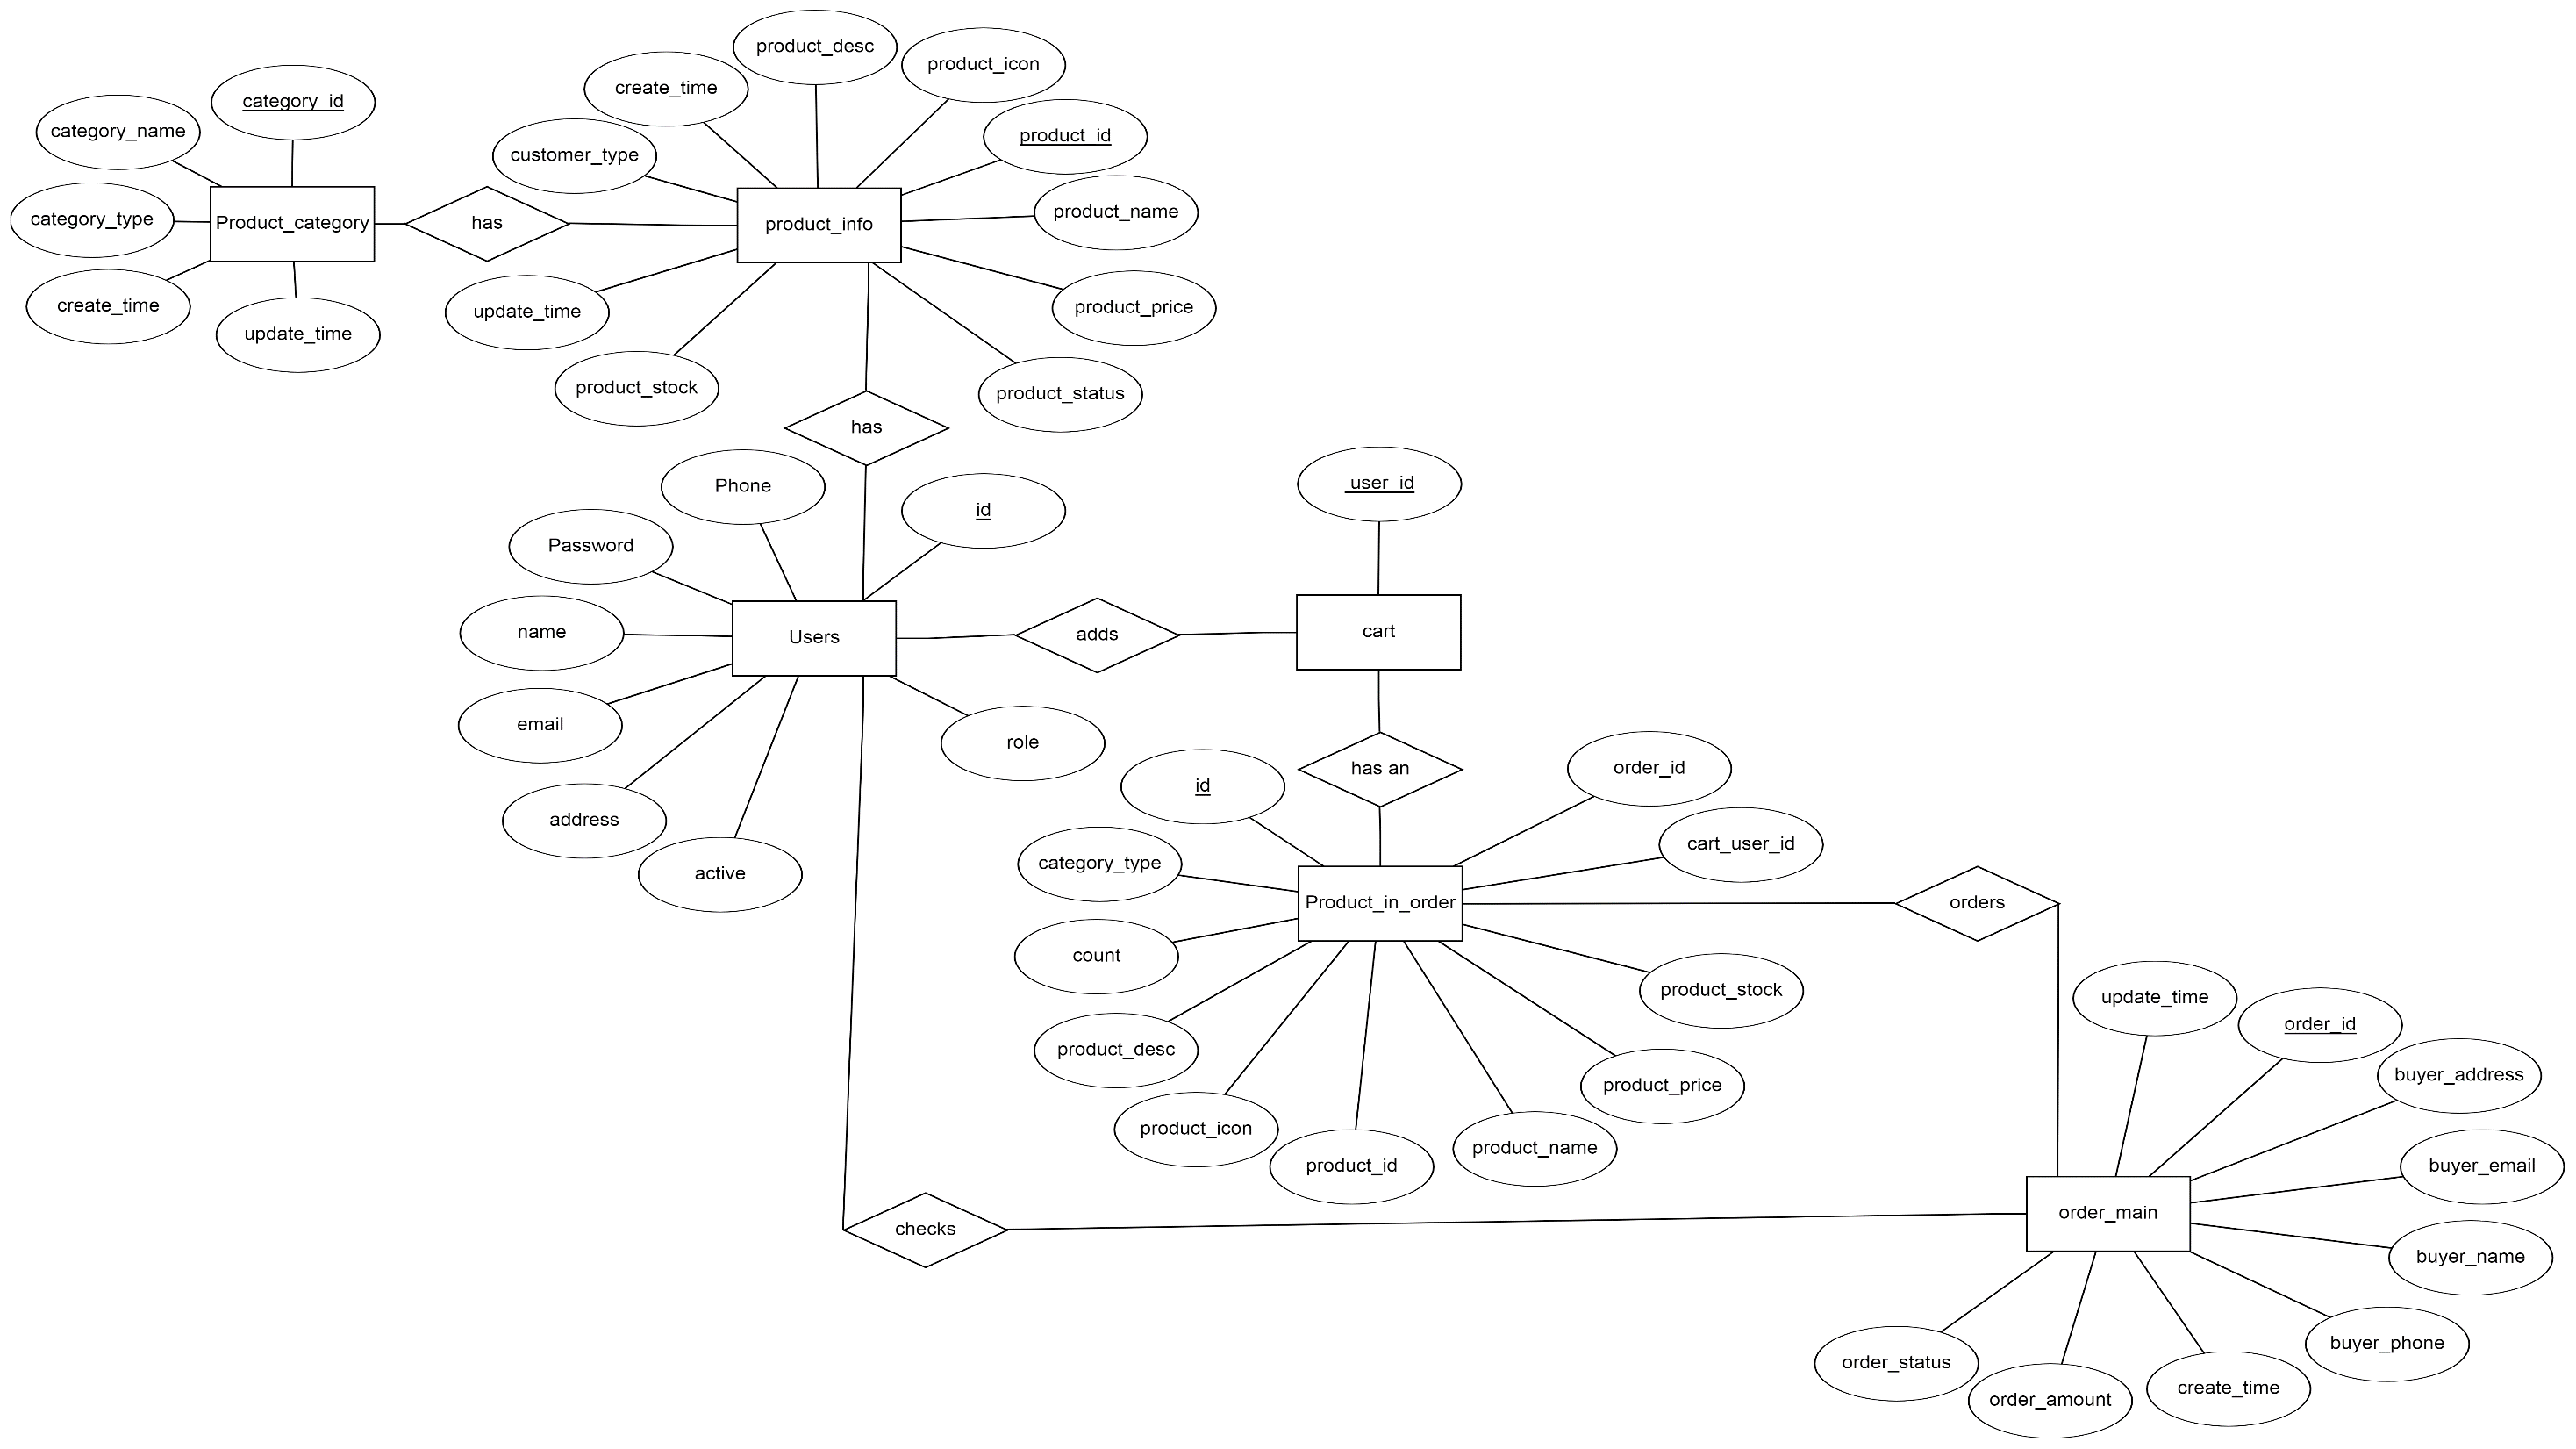 product_desc
product_icon
create_time
category_id
category_name
product_id
customer_type
product_name
category_type
Product_category
has
product_info
create_time
update_time
update_time
product_price
product_stock
product_status
has
Phone
id
user_id
Password
name
Users
adds
cart
email
role
address
active
has an
order_id
id
cart_user_id
category_type
Product_in_order
orders
count
product_stock
product_desc
product_price
product_icon
product_id
product_name
update_time
order_id
buyer_address
buyer_email
checks
order_main
buyer_name
buyer_phone
order_status
order_amount
create_time